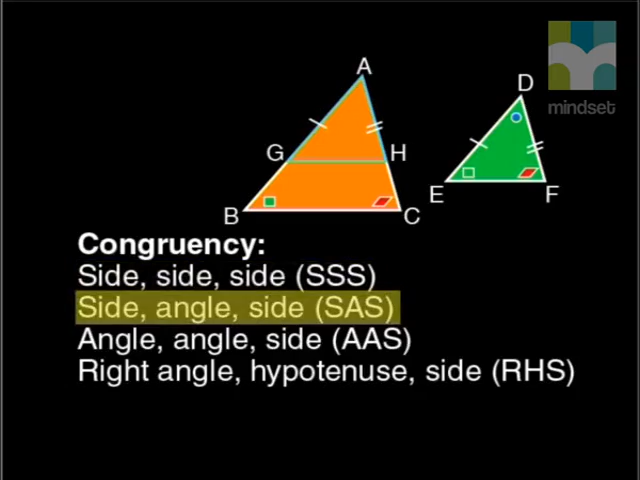 mindset
A
D
G
H
E
F
B
C
Congruency:
Side, side, side (SSS)
Side, angle, side (SAS)
Angle, angle, side (AAS)
Right angle, hypotenuse, side (RHS)